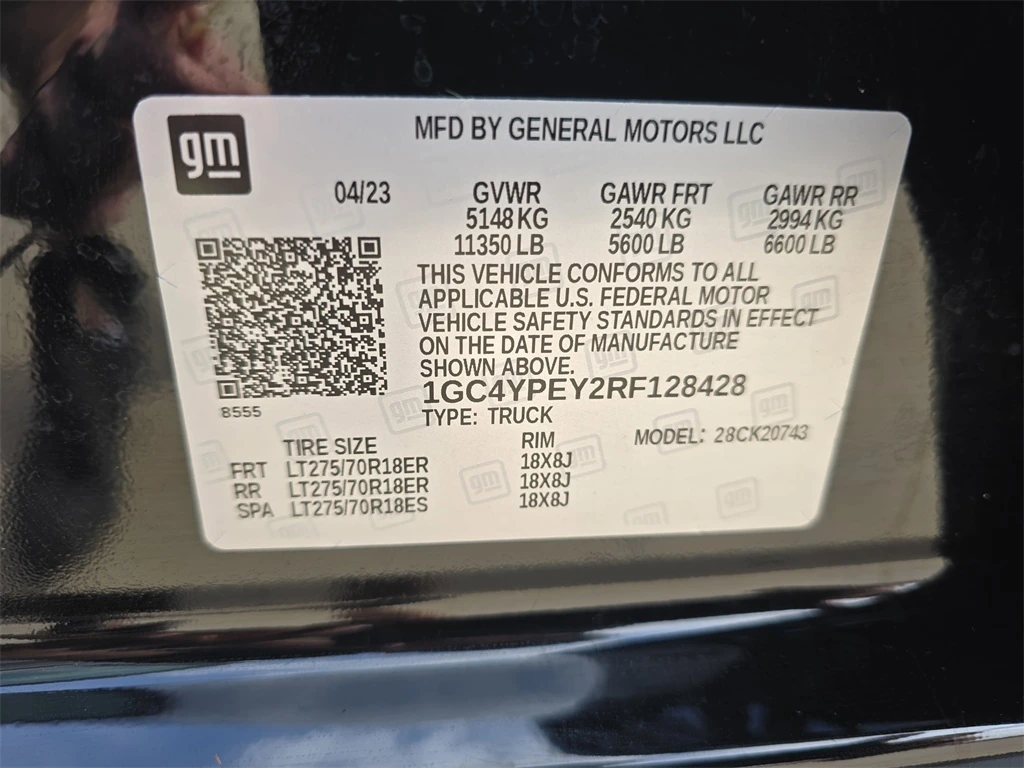 gm
MFD BY GENERAL MOTORS LLC
04/23 GVWR GAWR FRT GAWR RR
5148 KG 2540 KG 2994 KG
11350 LB 5600 LB 6600 LB
THIS VEHICLE CONFORMS TO ALL
APPLICABLE U.S. FEDERAL MOTOR
VEHICLE SAFETY STANDARDS IN EFFECT
ON THE DATE OF MANUFACTURE
SHOWN ABOVE.
1GC4YPEY2RF128428
8555
TYPE: TRUCK
TIRE SIZE RIM MODEL: 28CK20743
FRT LT275/70R18ER 18X8J
RR LT275/70R18ER 18X8J
SPA LT275/70R18ES 18X8J